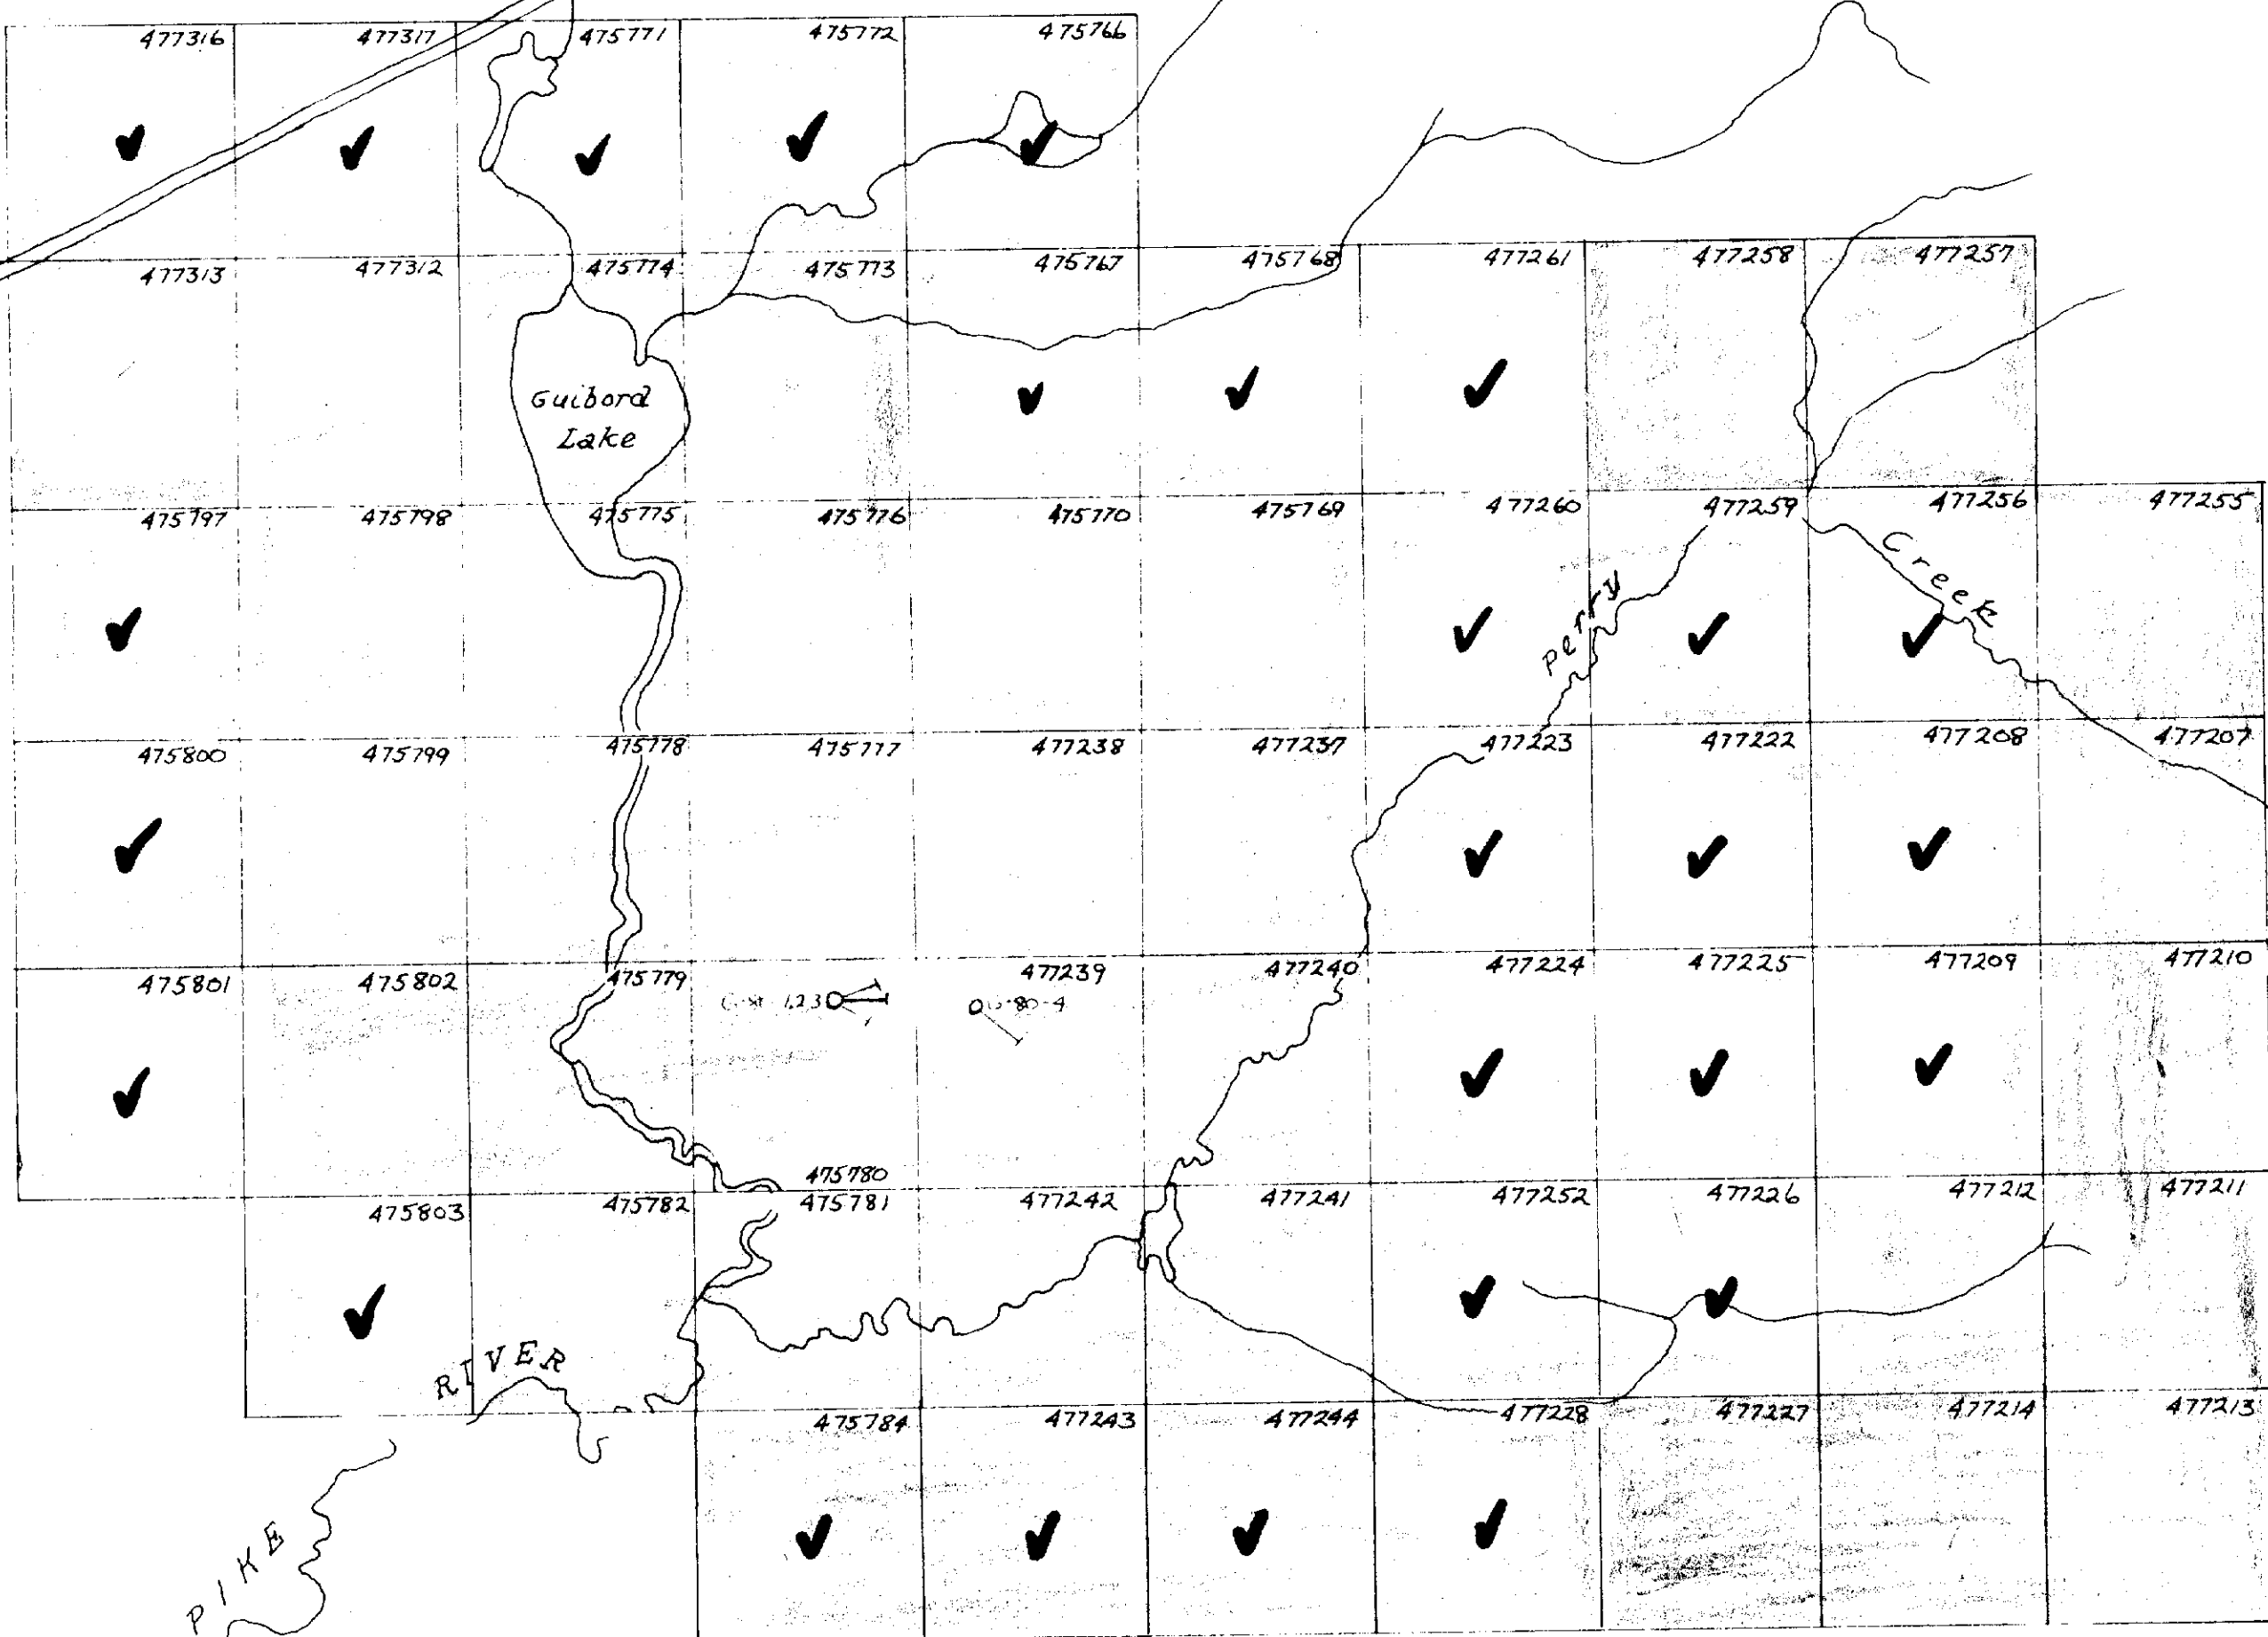 477316 477317 475771 475772 475766
477313 477312 475774 475773 475767 475768 477261 477258 477257
Guibord
Lake
475797 475798 475775 475776 475770 475769 477260 477259 477256 477255
Perry Creek
475800 475799 475778 475777 477238 477237 477223 477222 477208 477207
475801 475802 475779 477239 477240 477224 477225 477209 477210
475780
475803 475782 475781 477242 477241 477252 477226 477212 477211
RIVER
475784 477243 477244 477228 477227 477214 477213
PIKE